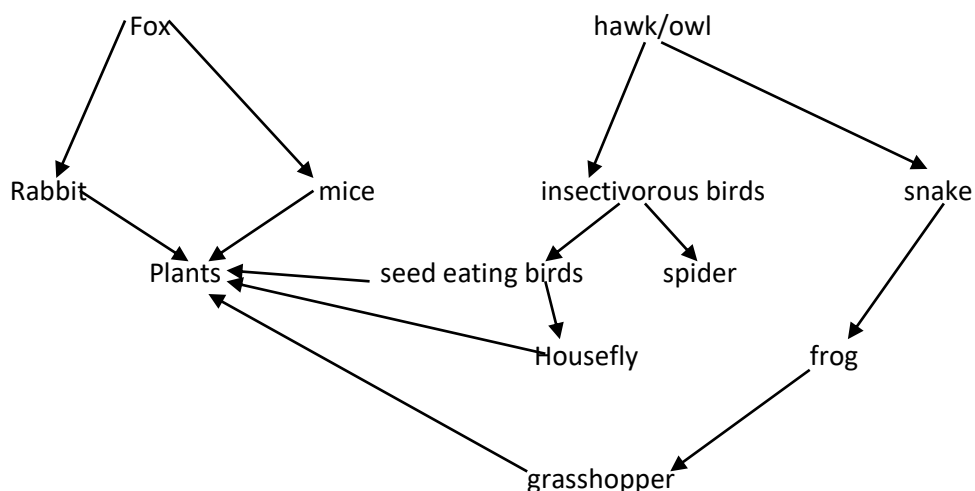 Fox hawk/owl
Rabbit mice insectivorous birds snake
Plants seed eating birds spider
Housefly frog
grasshopper